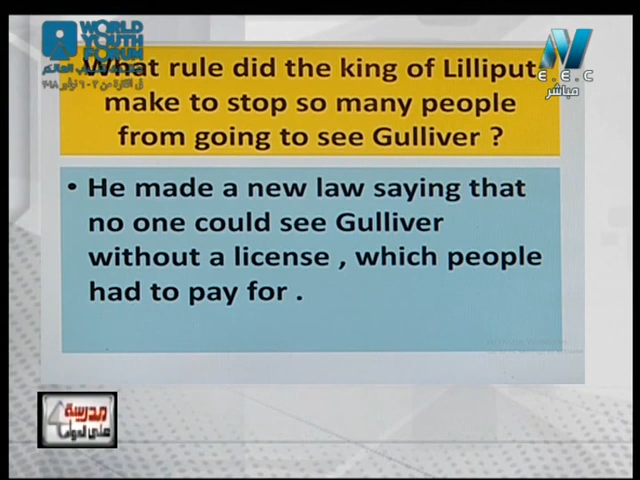 WORLD
YOUTH
FORUM
What rule did the king of Lilliput
make to stop so many people
from going to see Gulliver ?
E . E . C
مباشر
• He made a new law saying that
no one could see Gulliver
without a license , which people
had to pay for .
مدرسة
على الهواء